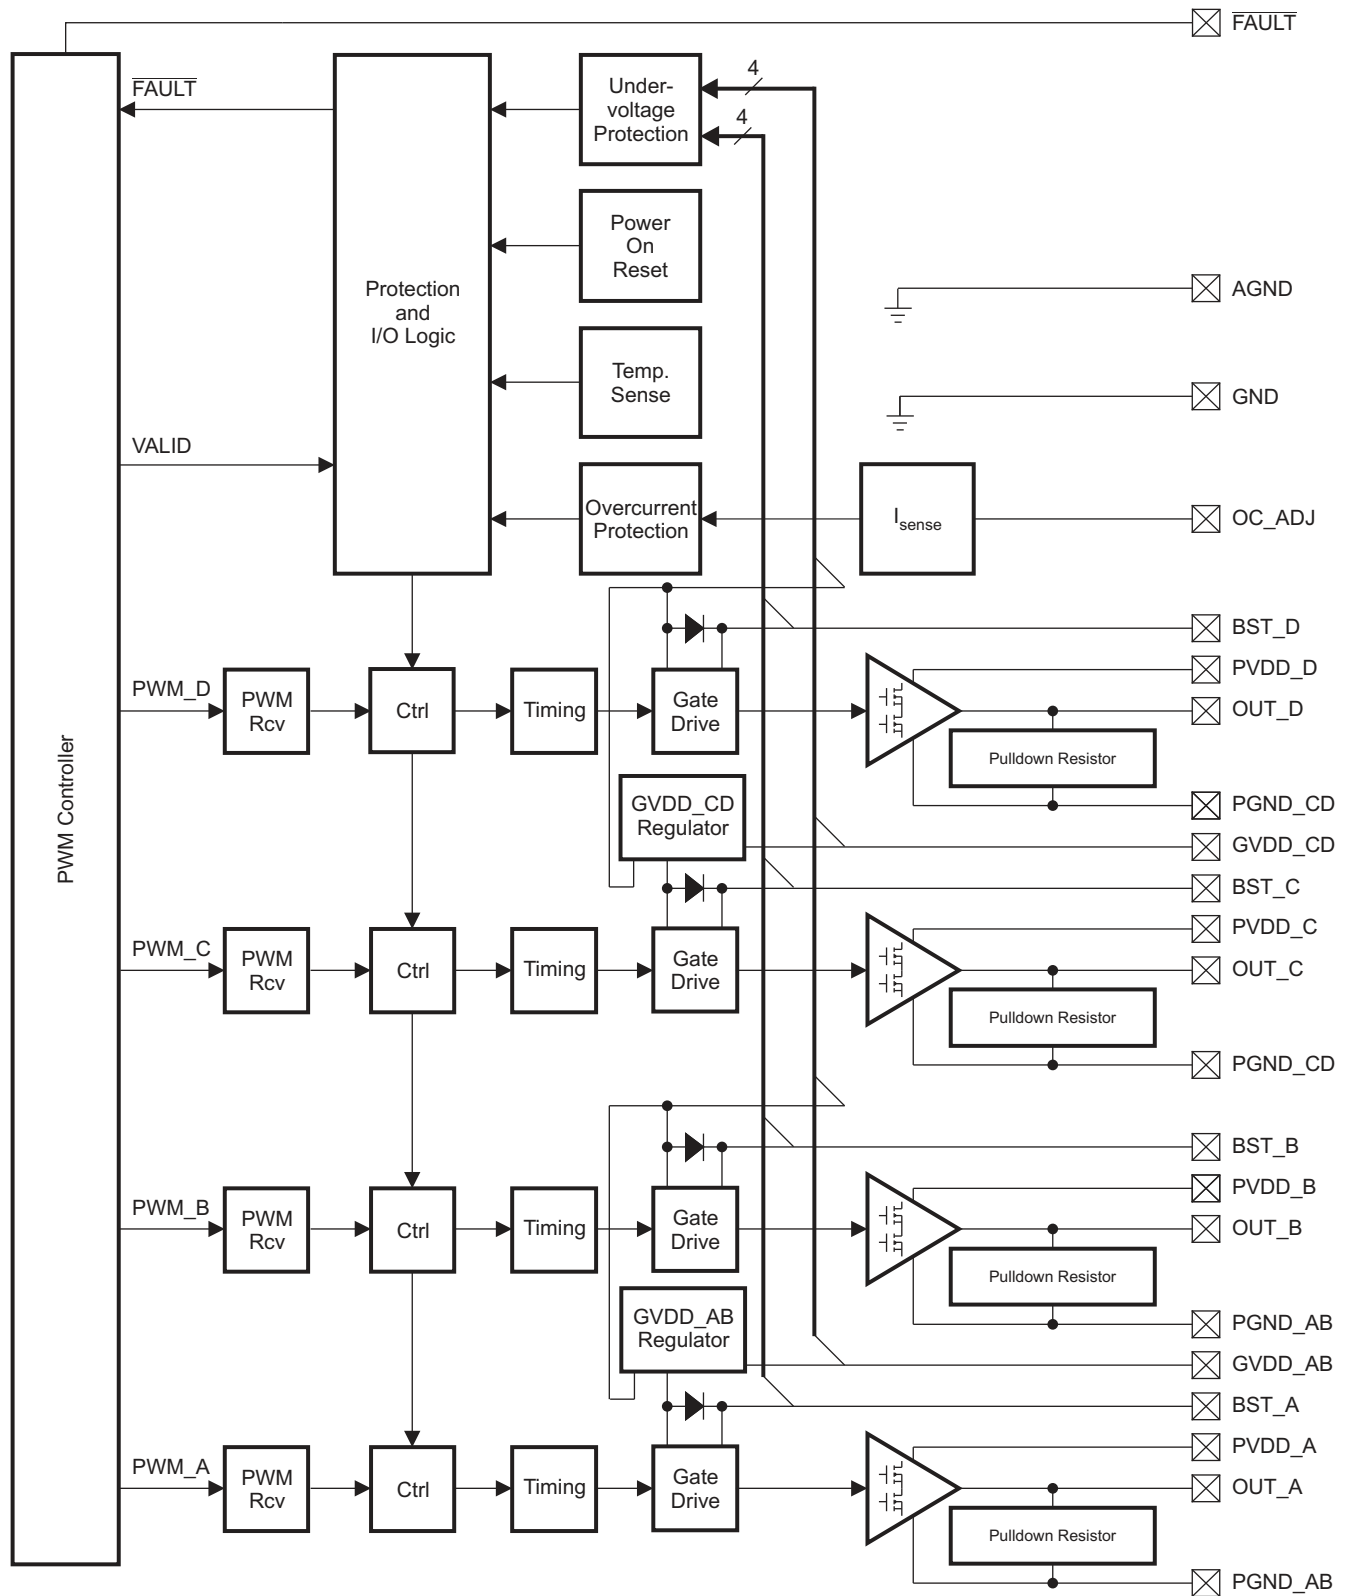 FAULT
FAULT
Under-
voltage
Protection
4
4
Power
On
Reset
AGND
Protection
and
I/O Logic
Temp.
Sense
GND
VALID
Overcurrent
Protection
Isense
OC_ADJ
BST_D
PVDD_D
PWM_D
PWM
Rcv
Ctrl
Timing
Gate
Drive
OUT_D
Pulldown Resistor
PGND_CD
GVDD_CD
Regulator
GVDD_CD
PWM Controller
BST_C
PVDD_C
PWM_C
PWM
Rcv
Ctrl
Timing
Gate
Drive
OUT_C
Pulldown Resistor
PGND_CD
BST_B
PVDD_B
PWM_B
PWM
Rcv
Ctrl
Timing
Gate
Drive
OUT_B
Pulldown Resistor
PGND_AB
GVDD_AB
Regulator
GVDD_AB
BST_A
PVDD_A
PWM_A
PWM
Rcv
Ctrl
Timing
Gate
Drive
OUT_A
Pulldown Resistor
PGND_AB